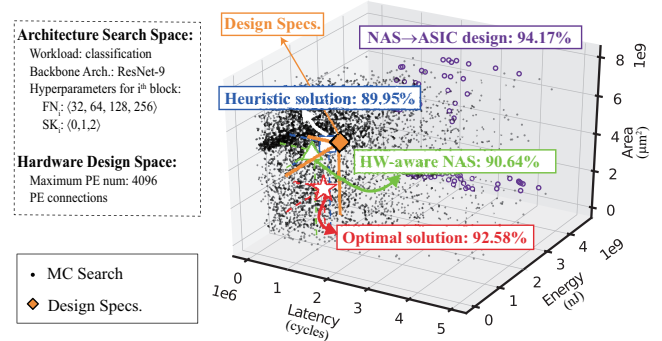 Architecture Search Space:
Workload: classification
Backbone Arch.: ResNet-9
Hyperparameters for ith block:
FNi: ⟨32, 64, 128, 256⟩
SKi: ⟨0,1,2⟩
Hardware Design Space:
Maximum PE num: 4096
PE connections
MC Search
Design Specs.
Design Specs.
NAS→ASIC design: 94.17%
Heuristic solution: 89.95%
HW-aware NAS: 90.64%
Optimal solution: 92.58%
1e9
8
6
4
2
0
Area
(μm²)
1e9
4
3
2
1
0
Energy
(nJ)
0
1
2
3
4
5
1e6
Latency
(cycles)